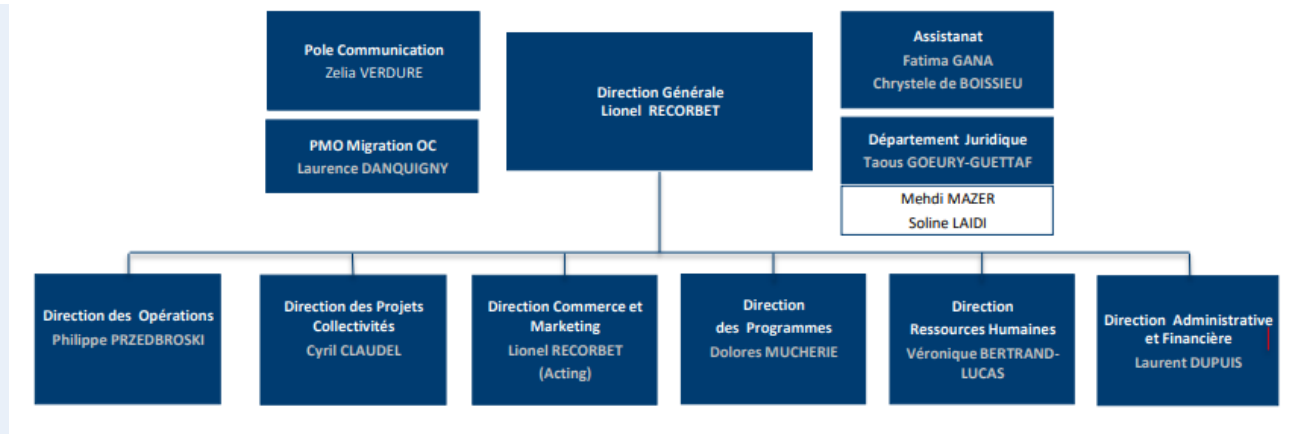 Pole Communication
Zelia VERDURE
PMO Migration OC
Laurence DANQUIGNY
Direction Générale
Lionel RECORBET
Assistanat
Fatima GANA
Chrystele de BOISSIEU
Département Juridique
Taous GOEURY-GUETTAF
Mehdi MAZER
Soline LAIDI
Direction des Opérations
Philippe PRZEDBROSKI
Direction des Projets
Collectivités
Cyril CLAUDEL
Direction Commerce et
Marketing
Lionel RECORBET
(Acting)
Direction
des Programmes
Dolores MUCHERIE
Direction
Ressources Humaines
Véronique BERTRAND-
LUCAS
Direction Administrative
et Financière
Laurent DUPUIS